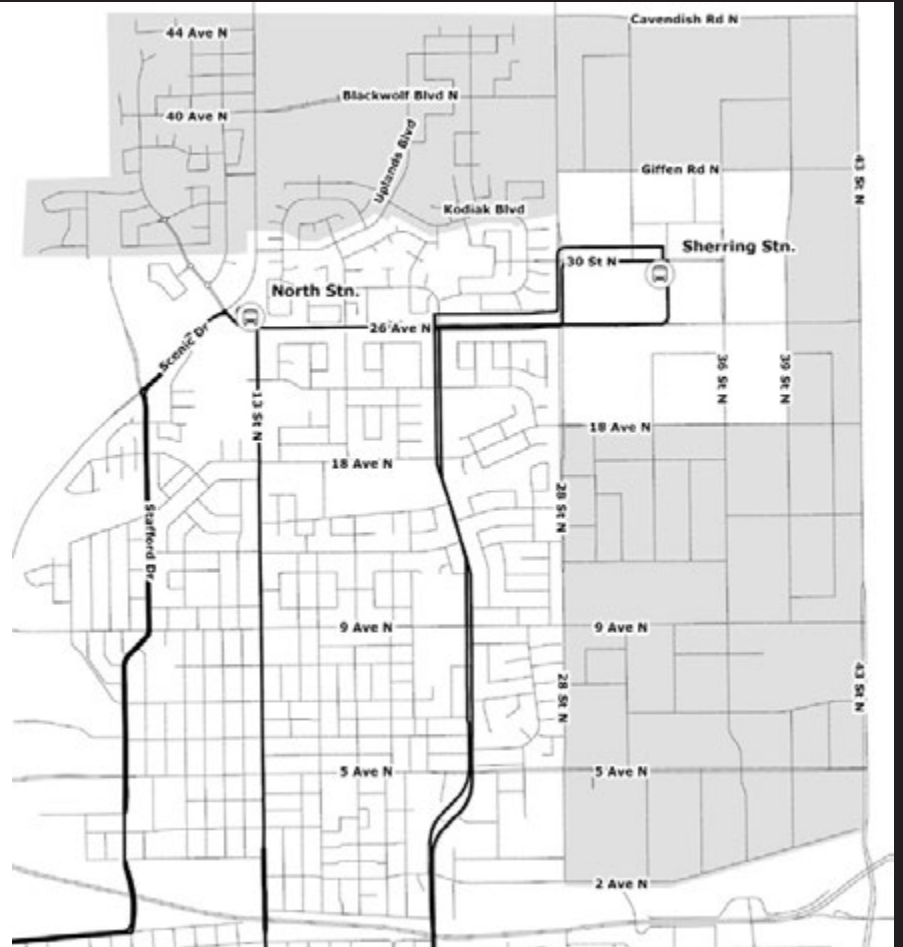 Cavendish Rd N
44 Ave N
Blackwolf Blvd N
40 Ave N
Uplands Blvd
Giffen Rd N
43 St N
Kodiak Blvd
Sherring Stn.
30 St N
North Stn.
26 Ave N
Scenic Dr
36 St N
39 St N
13 St N
18 Ave N
18 Ave N
28 St N
Stafford Dr
9 Ave N
9 Ave N
28 St N
43 St N
5 Ave N
5 Ave N
2 Ave N